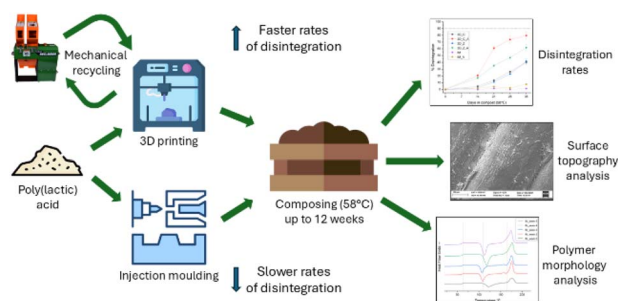 Faster rates
of disintegration
Mechanical
recycling
3D printing
Poly(lactic)
acid
Injection moulding
Slower rates
of disintegration
Composing (58°C)
up to 12 weeks
Disintegration
rates
Surface
topography
analysis
Polymer
morphology
analysis